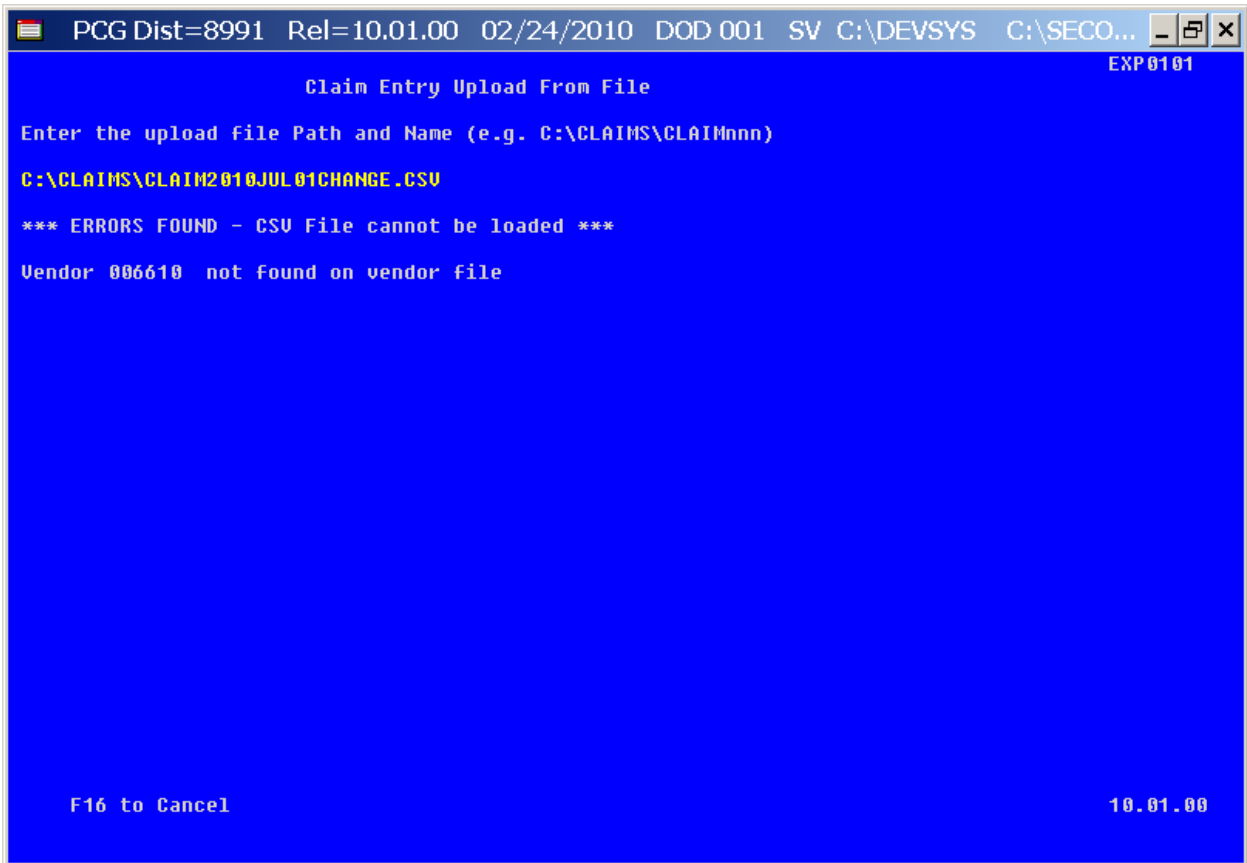 PCG Dist=8991 Rel=10.01.00 02/24/2010 DOD 001 SV C:\DEVSYS C:\SECO...
EXP0101
Claim Entry Upload From File
Enter the upload file Path and Name (e.g. C:\CLAIMS\CLAIMnnn)
C:\CLAIMS\CLAIM2010JUL01CHANGE.CSV
*** ERRORS FOUND - CSV File cannot be loaded ***
Vendor 006610 not found on vendor file
F16 to Cancel 10.01.00